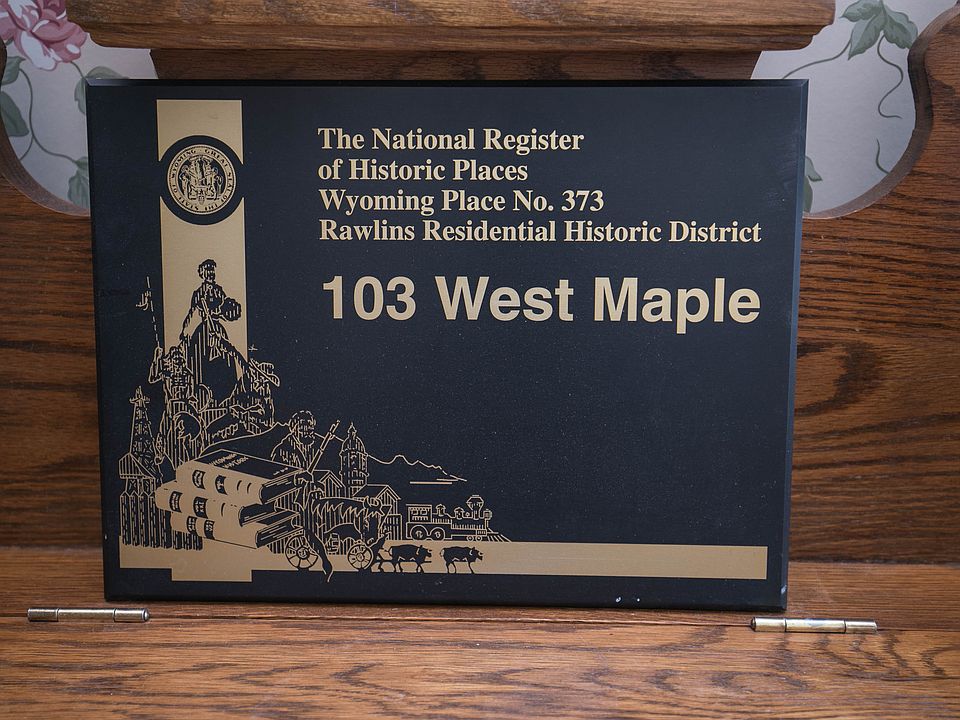 The National Register
of Historic Places
Wyoming Place No. 373
Rawlins Residential Historic District
103 West Maple